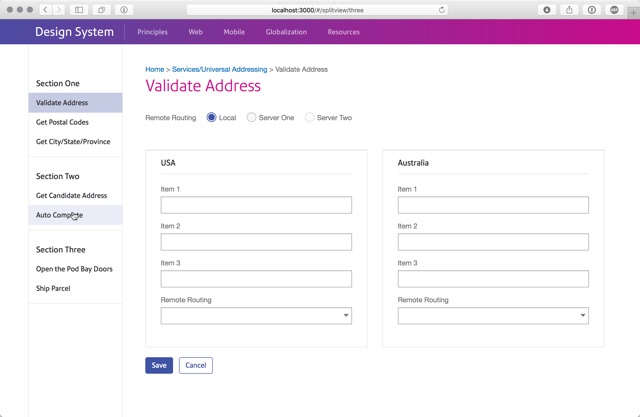 localhost:3000/#/splitview/three
Design System
Principles
Web
Mobile
Globalization
Resources
Section One
Validate Address
Get Postal Codes
Get City/State/Province
Section Two
Get Candidate Address
Auto Complete
Section Three
Open the Pod Bay Doors
Ship Parcel
Home > Services/Universal Addressing > Validate Address
Validate Address
Remote Routing Local Server One Server Two
USA
Item 1
Item 2
Item 3
Remote Routing
Australia
Item 1
Item 2
Item 3
Remote Routing
Save Cancel